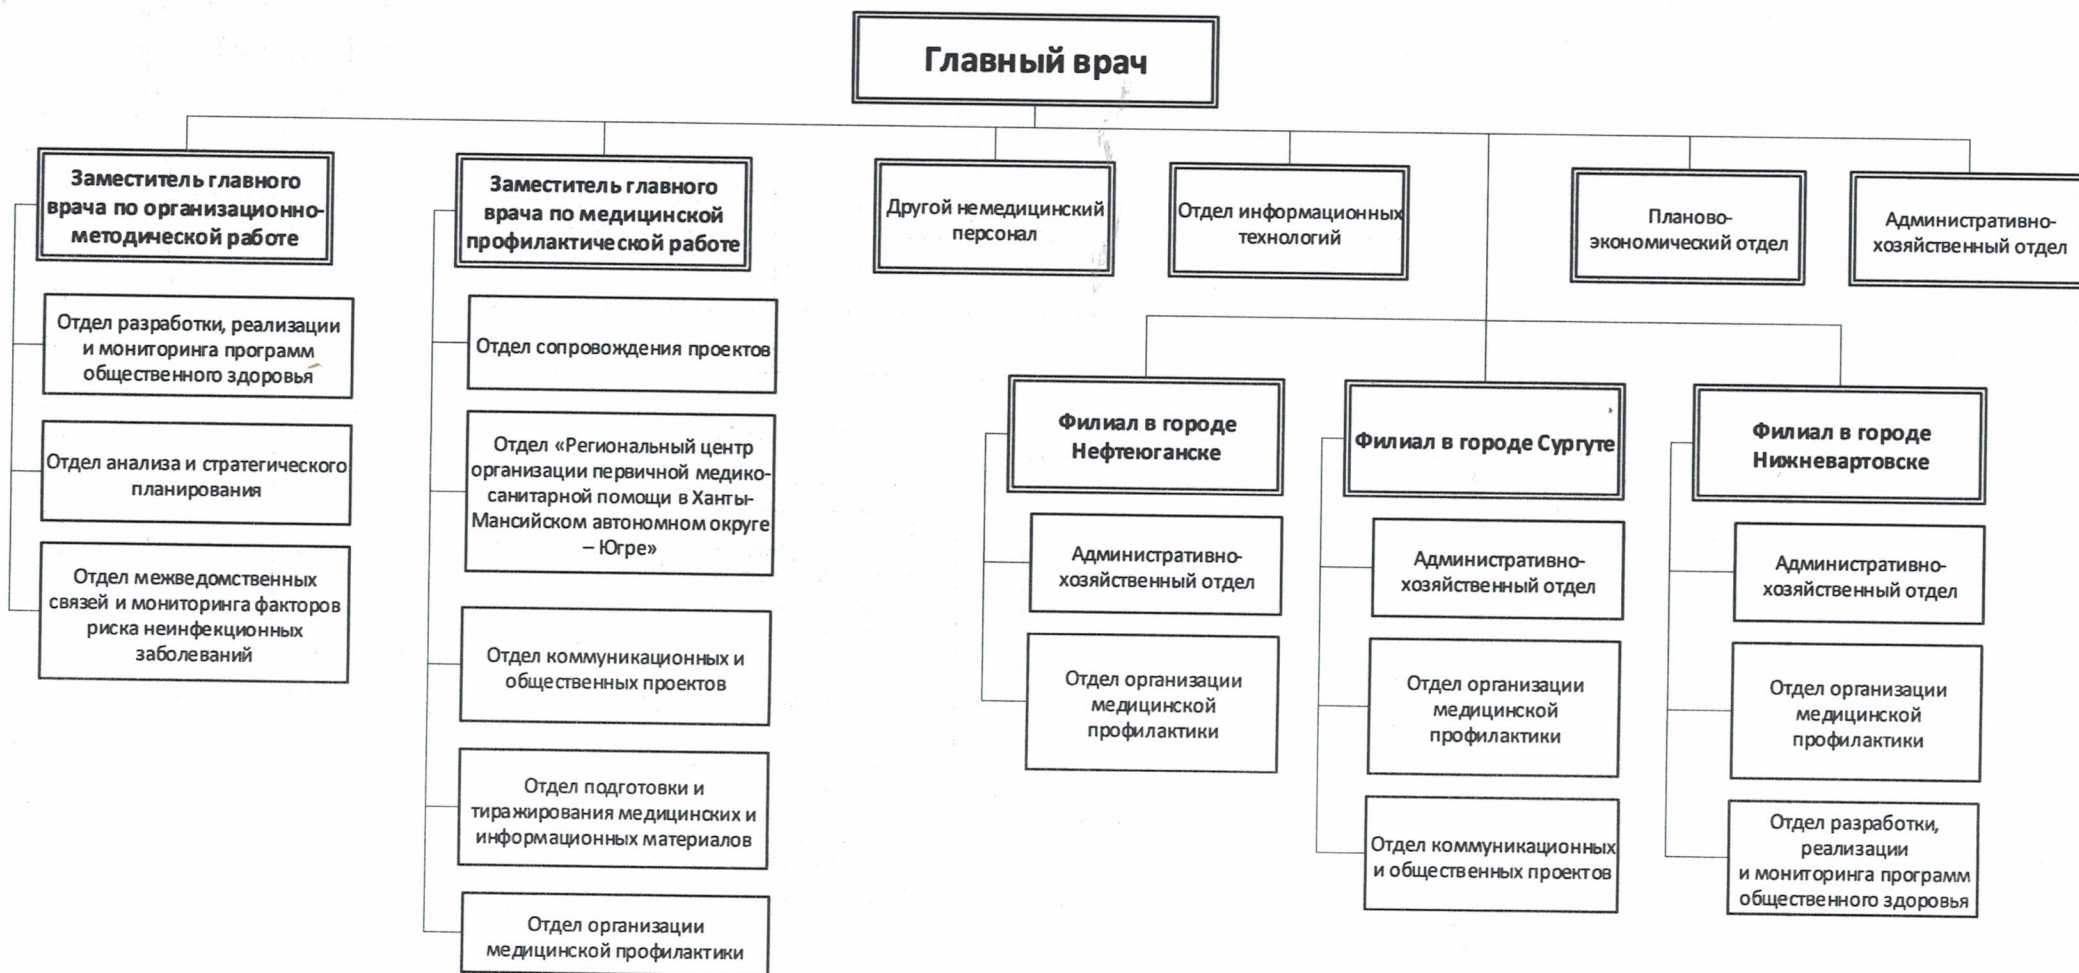 Главный врач
Заместитель главного
врача по организационно-
методической работе
Отдел разработки, реализации
и мониторинга программ
общественного здоровья
Отдел анализа и стратегического
планирования
Отдел межведомственных
связей и мониторинга факторов
риска неинфекционных
заболеваний
Заместитель главного
врача по медицинской
профилактической работе
Отдел сопровождения проектов
Отдел «Региональный центр
организации первичной медико-
санитарной помощи в Ханты-
Мансийском автономном округе
– Югре»
Отдел коммуникационных и
общественных проектов
Отдел подготовки и
тиражирования медицинских и
информационных материалов
Отдел организации
медицинской профилактики
Другой немедицинский
персонал
Отдел информационных
технологий
Планово-
экономический отдел
Административно-
хозяйственный отдел
Филиал в городе
Нефтеюганске
Административно-
хозяйственный отдел
Отдел организации
медицинской
профилактики
Филиал в городе Сургуте
Административно-
хозяйственный отдел
Отдел организации
медицинской
профилактики
Отдел коммуникационных
и общественных проектов
Филиал в городе
Нижневартовске
Административно-
хозяйственный отдел
Отдел организации
медицинской
профилактики
Отдел разработки,
реализации
и мониторинга программ
общественного здоровья